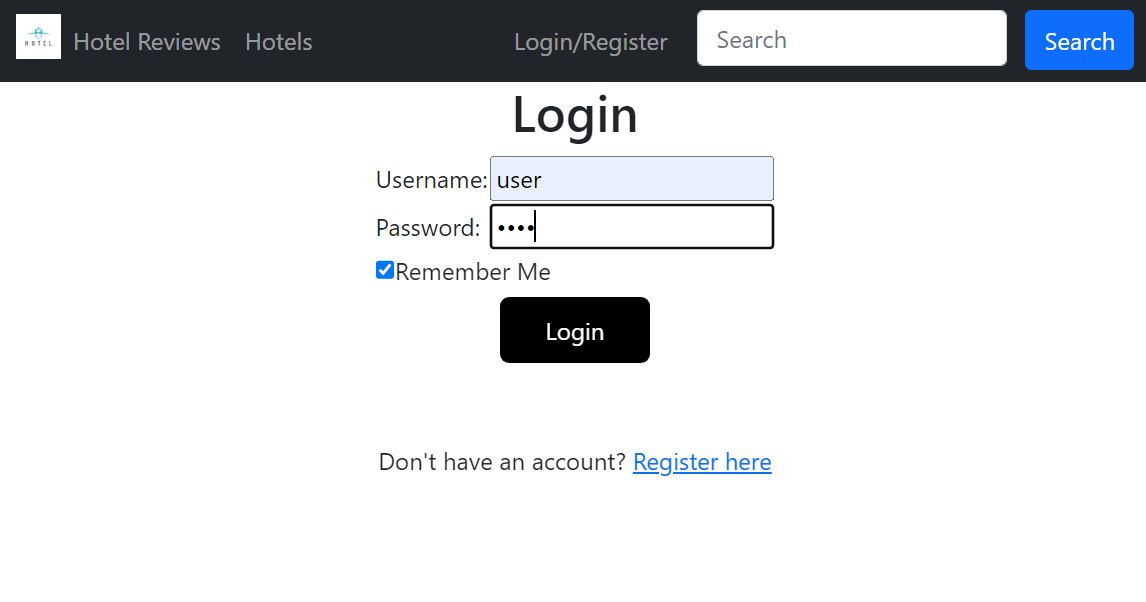 HOTEL Hotel Reviews Hotels Login/Register Search Search
Login
Username: user
Password: ••••
Remember Me
Login
Don't have an account? Register here